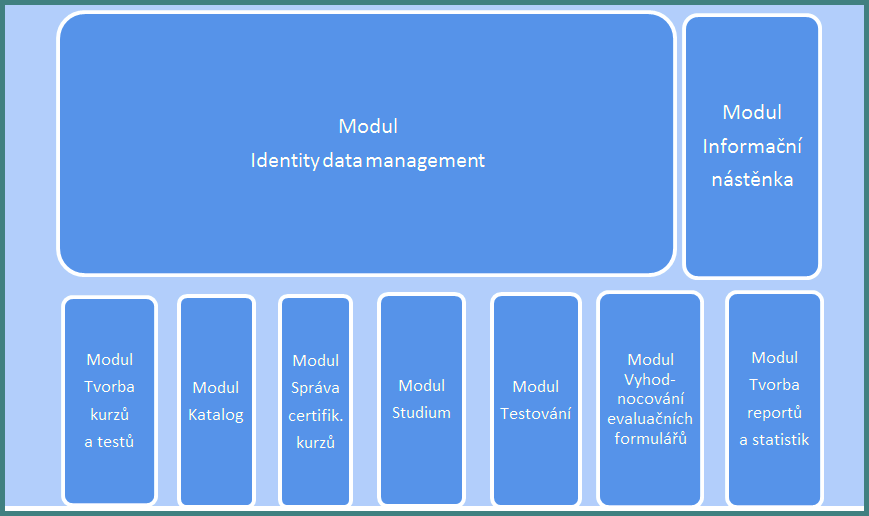 Modul
Identity data management
Modul
Informační
nástěnka
Modul
Tvorba
kurzů
a testů
Modul
Katalog
Modul
Správa
certifik.
kurzů
Modul
Studium
Modul
Testování
Modul
Vyhod-
nocování
evaluačních
formulářů
Modul
Tvorba
reportů
a statistik